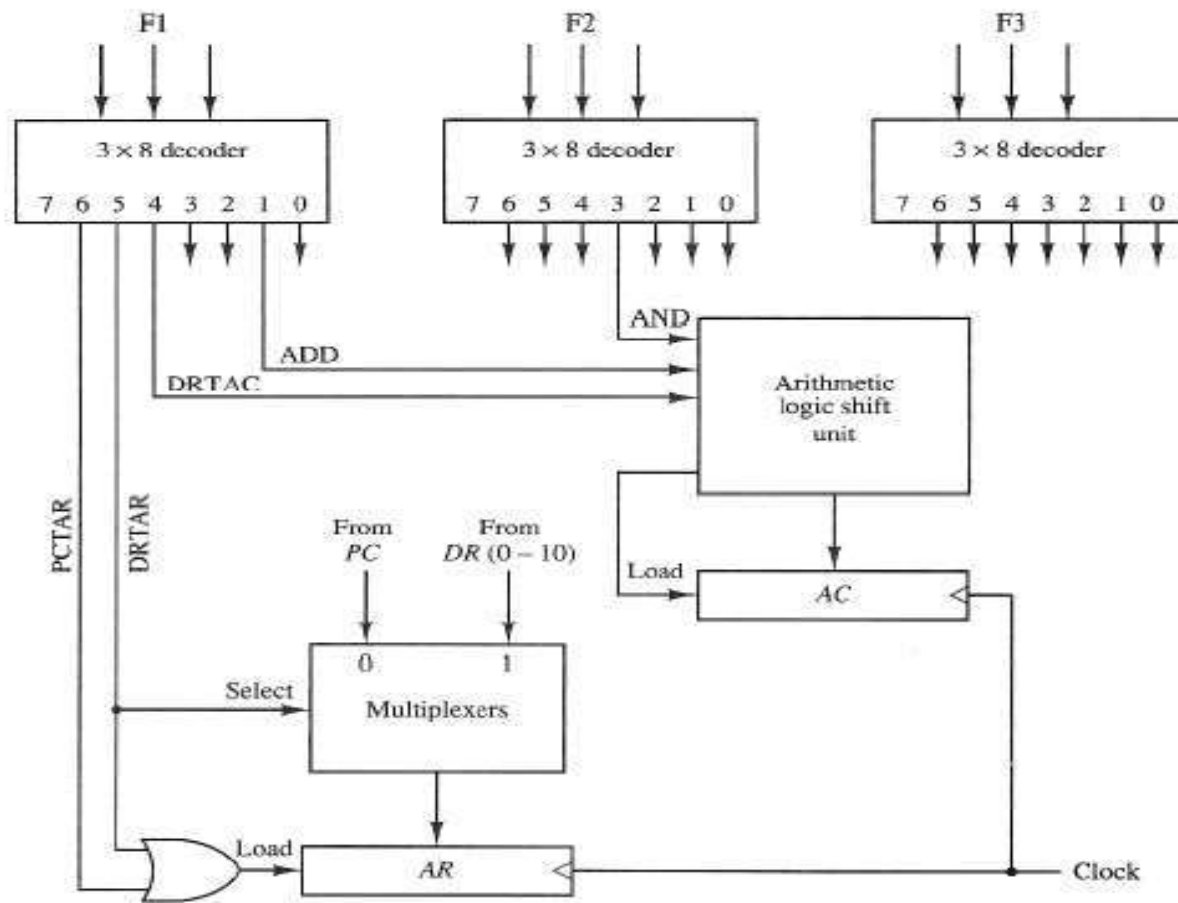 F1 F2 F3
3 × 8 decoder 3 × 8 decoder 3 × 8 decoder
7 6 5 4 3 2 1 0 7 6 5 4 3 2 1 0 7 6 5 4 3 2 1 0
AND
ADD
DRTAC
Arithmetic
logic shift
unit
PCTAR
DRTAR
From
PC
From
DR (0 – 10)
Load
AC
0 1
Select
Multiplexers
Load
AR
Clock